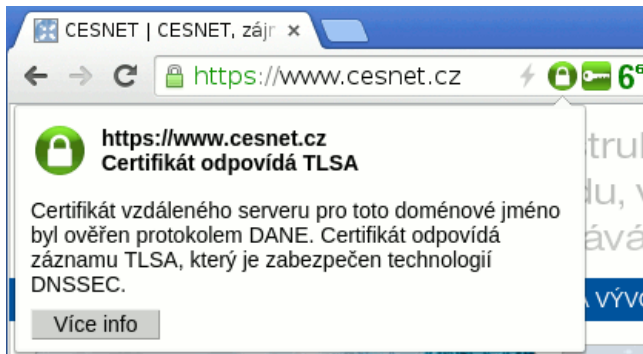 CESNET | CESNET, zájr
https://www.cesnet.cz
6
https://www.cesnet.cz
Certifikát odpovídá TLSA
Certifikát vzdáleného serveru pro toto doménové jméno
byl ověřen protokolem DANE. Certifikát odpovídá
záznamu TLSA, který je zabezpečen technologií
DNSSEC.
Více info